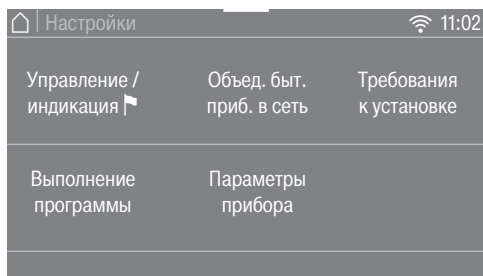 Настройки
11:02
Управление /
индикация
Объед. быт.
приб. в сеть
Требования
к установке
Выполнение
программы
Параметры
прибора